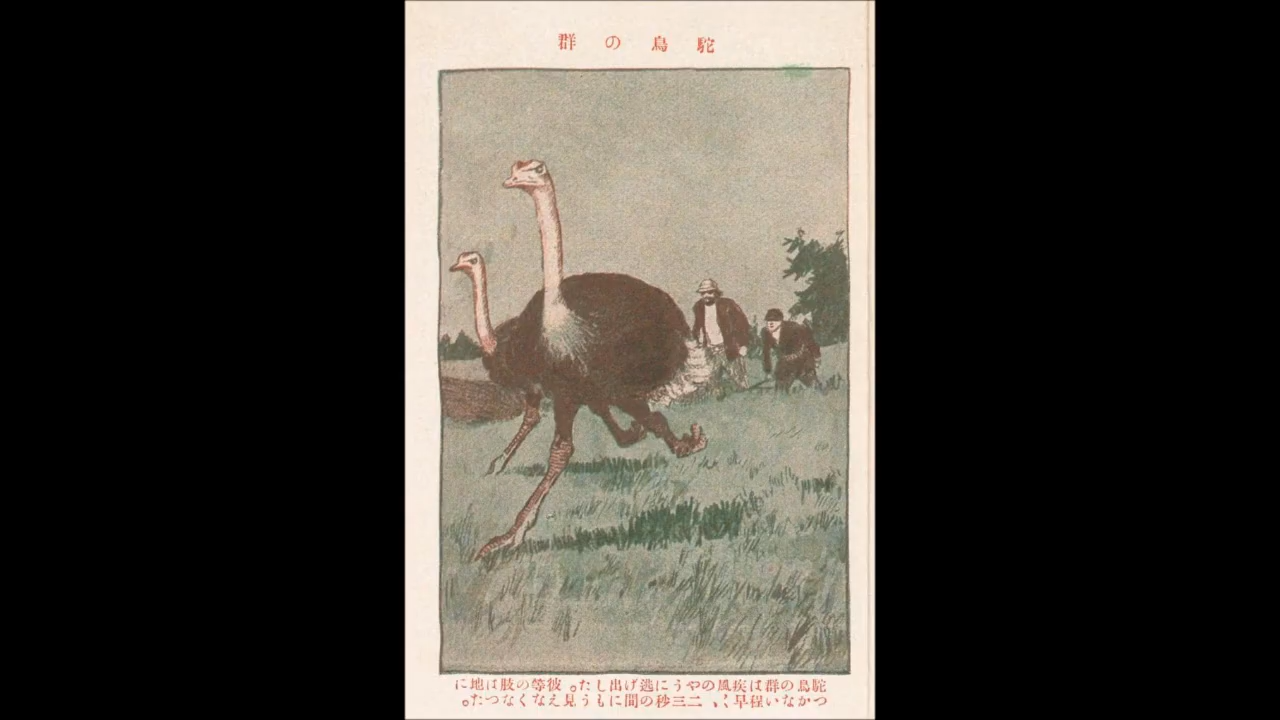 駝鳥の群
駝鳥の群は疾風のやうに逃げ出した。彼等の肢は地に
つかない程早く、二三秒の間にもう見えなくなつた。